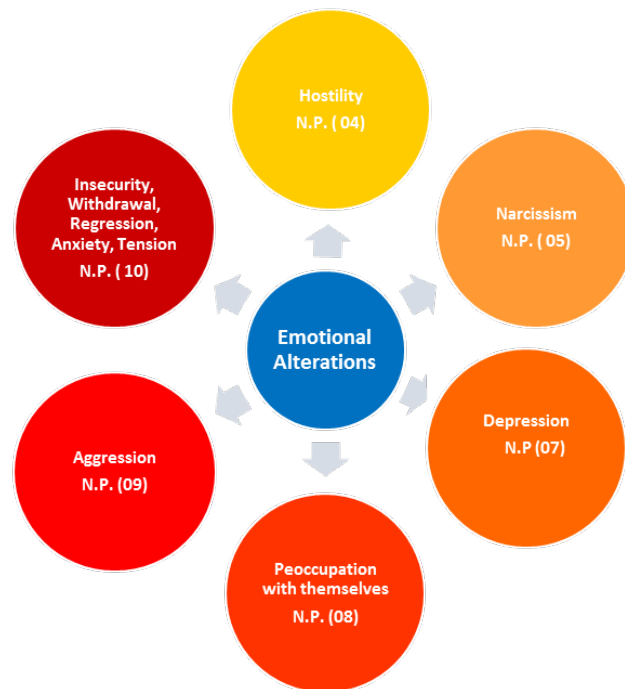 Hostility
N.P. ( 04)
Insecurity,
Withdrawal,
Regression,
Anxiety, Tension
N.P. ( 10)
Narcissism
N.P. ( 05)
Emotional
Alterations
Depression
N.P (07)
Aggression
N.P. (09)
Peoccupation
with themselves
N.P. (08)